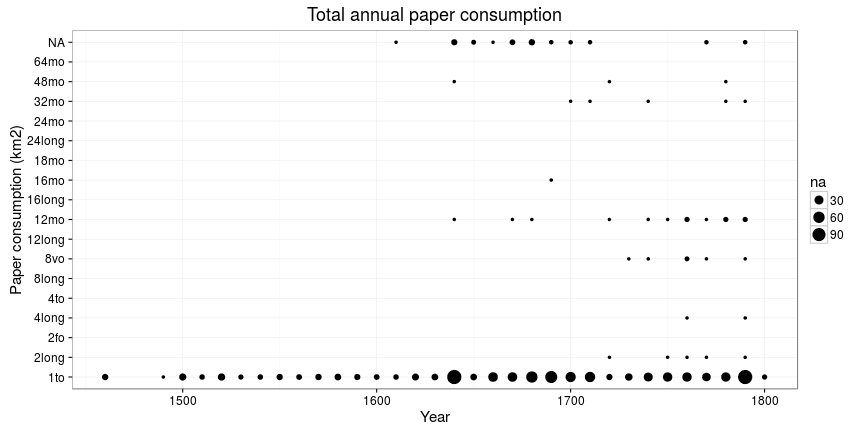 Total annual paper consumption
Paper consumption (km2)
NA
64mo
48mo
32mo
24mo
24long
18mo
16mo
16long
12mo
12long
8vo
8long
4to
4long
2fo
2long
1to
1500
1600
1700
1800
Year
na
30
60
90